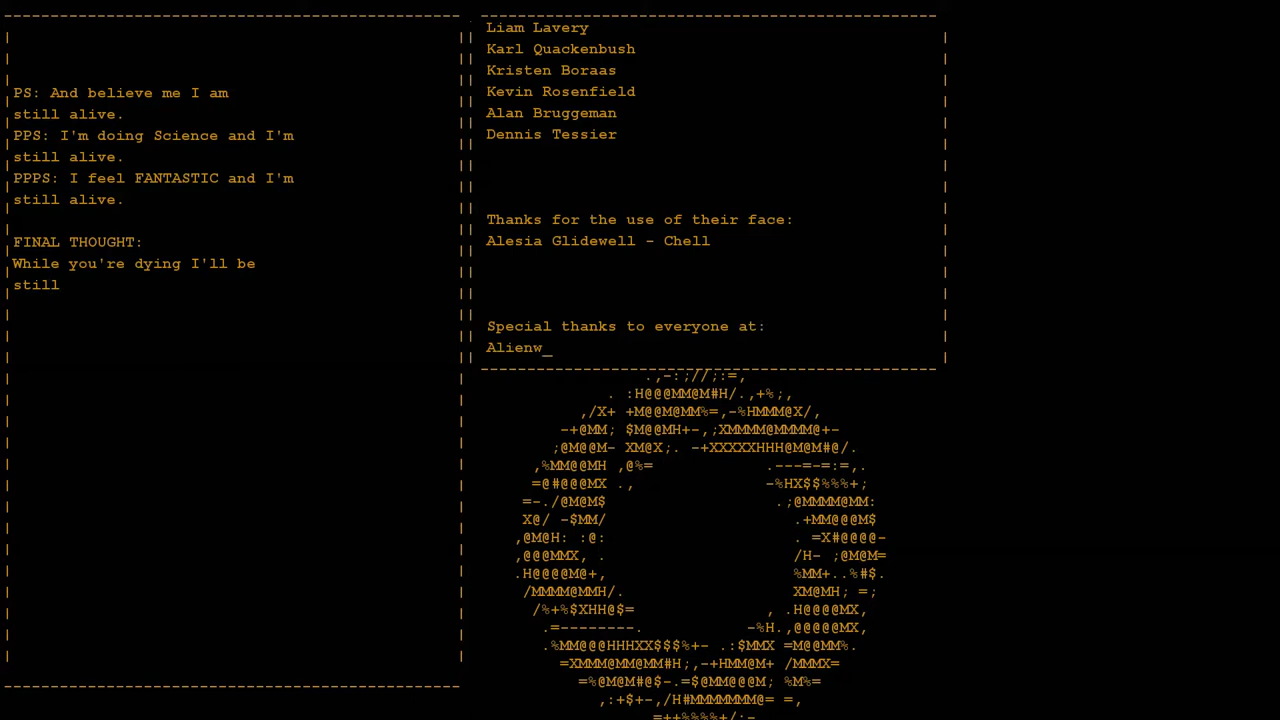 PS: And believe me I am
still alive.
PPS: I'm doing Science and I'm
still alive.
PPPS: I feel FANTASTIC and I'm
still alive.
FINAL THOUGHT:
While you're dying I'll be
still
Liam Lavery
Karl Quackenbush
Kristen Boraas
Kevin Rosenfield
Alan Bruggeman
Dennis Tessier
Thanks for the use of their face:
Alesia Glidewell - Chell
Special thanks to everyone at:
Alienw_